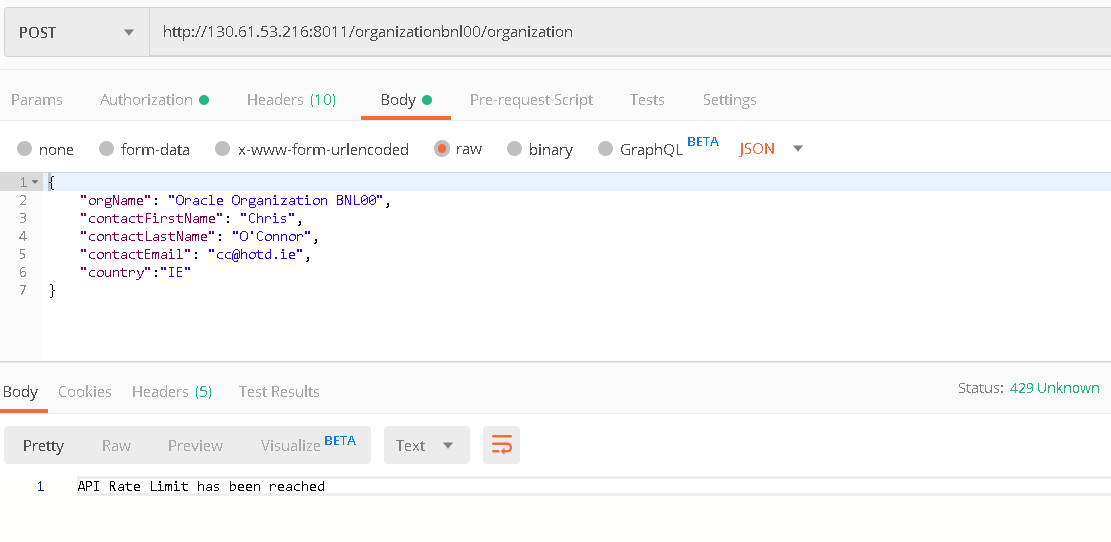 POST http://130.61.53.216:8011/organizationbnl00/organization
Params Authorization Headers (10) Body Pre-request Script Tests Settings
none form-data x-www-form-urlencoded raw binary GraphQL BETA JSON
1 {
2 "orgName": "Oracle Organization BNL00",
3 "contactFirstName": "Chris",
4 "contactLastName": "O'Connor",
5 "contactEmail": "cc@hotd.ie",
6 "country":"IE"
7 }
Body Cookies Headers (5) Test Results Status: 429 Unknown
Pretty Raw Preview Visualize BETA Text
1 API Rate Limit has been reached